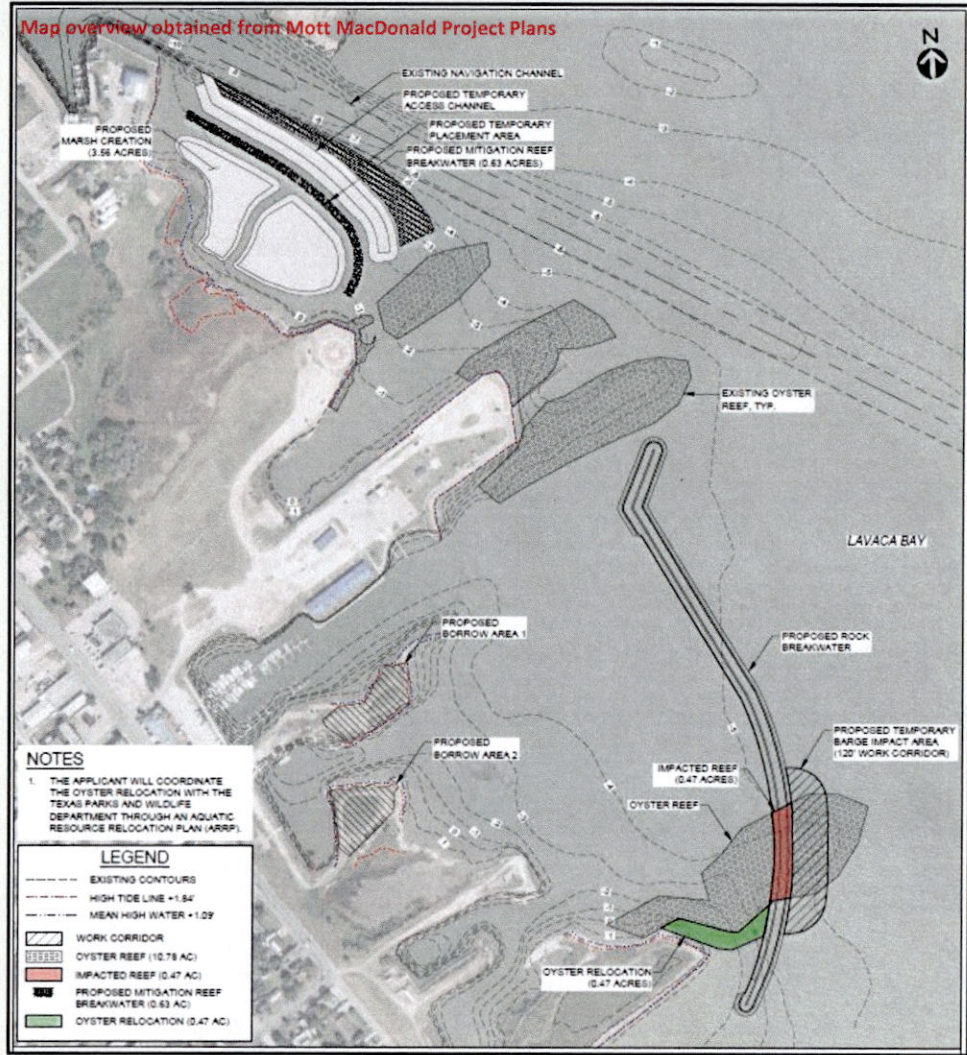 Map overview obtained from Mott MacDonald Project Plans
N
EXISTING NAVIGATION CHANNEL
PROPOSED TEMPORARY
ACCESS CHANNEL
PROPOSED TEMPORARY
PLACEMENT AREA
PROPOSED MITIGATION REEF
BREAKWATER (0.63 ACRES)
PROPOSED
MARSH CREATION
(3.56 ACRES)
EXISTING OYSTER
REEF, TYP.
LAVACA BAY
PROPOSED
BORROW AREA 1
PROPOSED ROCK
BREAKWATER
PROPOSED
BORROW AREA 2
PROPOSED TEMPORARY
BARGE IMPACT AREA
(120' WORK CORRIDOR)
IMPACTED REEF
(0.47 ACRES)
OYSTER REEF
OYSTER RELOCATION
(0.47 ACRES)
NOTES
1. THE APPLICANT WILL COORDINATE
THE OYSTER RELOCATION WITH THE
TEXAS PARKS AND WILDLIFE
DEPARTMENT THROUGH AN AQUATIC
RESOURCE RELOCATION PLAN (ARRP).
LEGEND
EXISTING CONTOURS
HIGH TIDE LINE +1.84'
MEAN HIGH WATER +1.09'
WORK CORRIDOR
OYSTER REEF (10.78 AC)
IMPACTED REEF (0.47 AC)
PROPOSED MITIGATION REEF
BREAKWATER (0.63 AC)
OYSTER RELOCATION (0.47 AC)